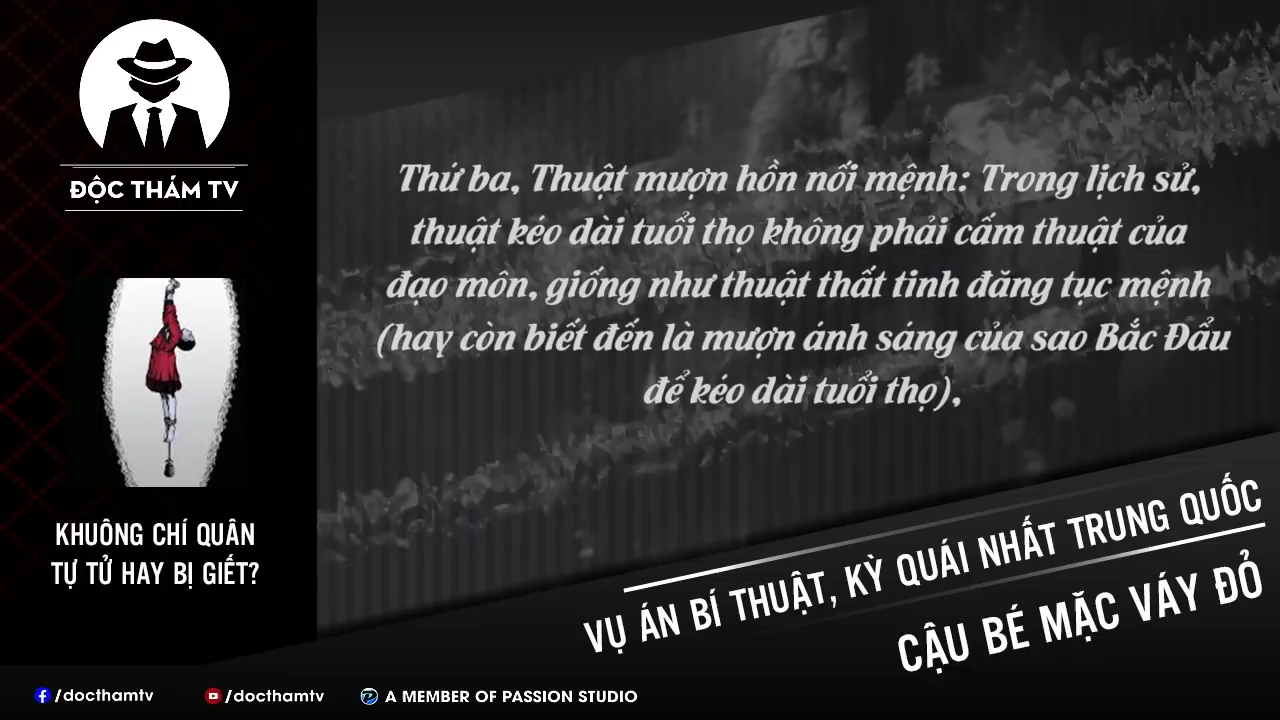 ĐỘC THÁM TV
KHUÔNG CHÍ QUÂN
TỰ TỬ HAY BỊ GIẾT?
Thứ ba, Thuật mượn hồn nối mệnh: Trong lịch sử,
thuật kéo dài tuổi thọ không phải cấm thuật của
đạo môn, giống như thuật thất tinh đăng tục mệnh
(hay còn biết đến là mượn ánh sáng của sao Bắc Đẩu
để kéo dài tuổi thọ),
VỤ ÁN BÍ THUẬT, KỲ QUÁI NHẤT TRUNG QUỐC
CẬU BÉ MẶC VÁY ĐỎ
/docthamtv
/docthamtv
A MEMBER OF PASSION STUDIO